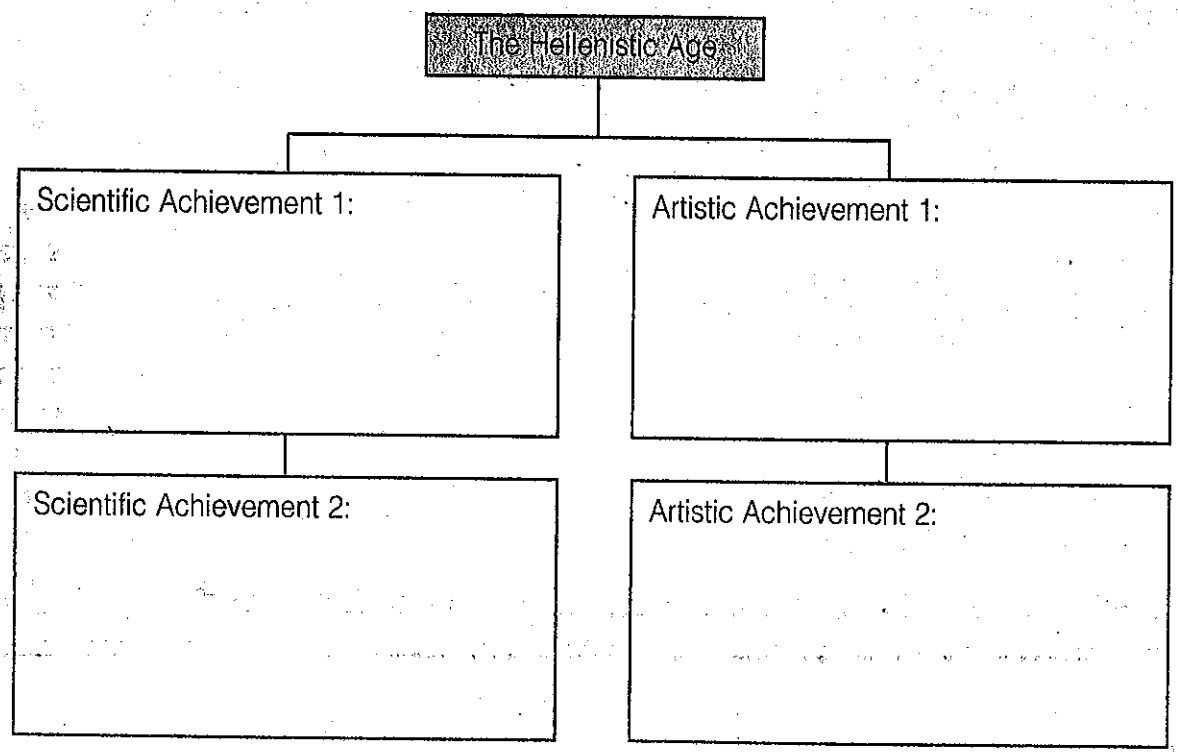 The Hellenistic Age
Scientific Achievement 1:
Artistic Achievement 1:
Scientific Achievement 2:
Artistic Achievement 2: